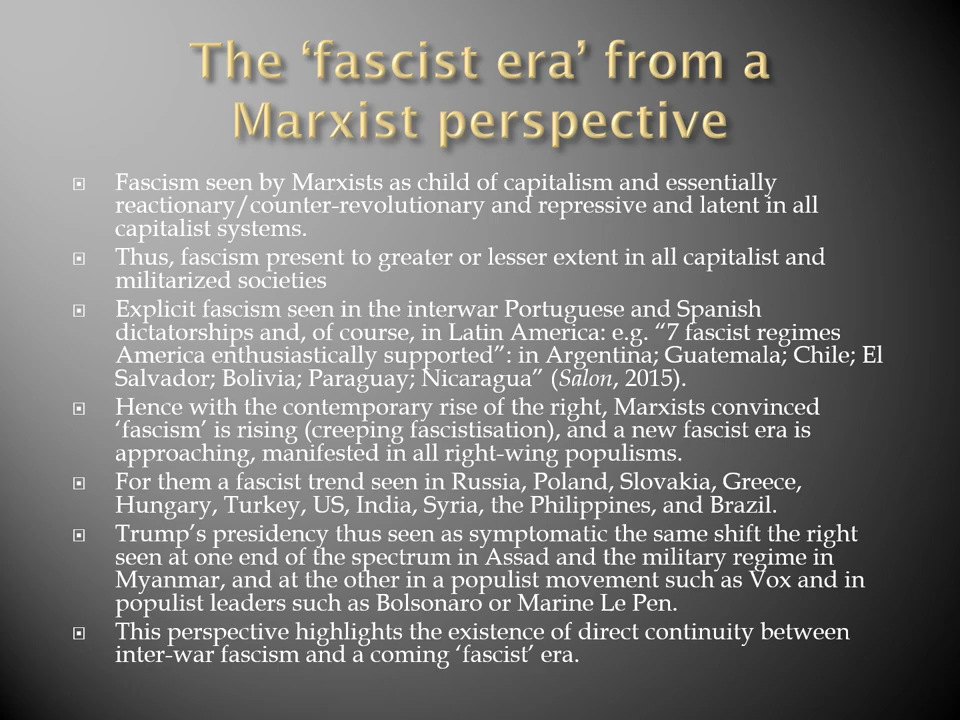 The ‘fascist era’ from a
Marxist perspective
Fascism seen by Marxists as child of capitalism and essentially
reactionary/counter-revolutionary and repressive and latent in all
capitalist systems.
Thus, fascism present to greater or lesser extent in all capitalist and
militarized societies
Explicit fascism seen in the interwar Portuguese and Spanish
dictatorships and, of course, in Latin America: e.g. “7 fascist regimes
America enthusiastically supported”: in Argentina; Guatemala; Chile; El
Salvador; Bolivia; Paraguay; Nicaragua” (Salon, 2015).
Hence with the contemporary rise of the right, Marxists convinced
‘fascism’ is rising (creeping fascistisation), and a new fascist era is
approaching, manifested in all right-wing populisms.
For them a fascist trend seen in Russia, Poland, Slovakia, Greece,
Hungary, Turkey, US, India, Syria, the Philippines, and Brazil.
Trump’s presidency thus seen as symptomatic the same shift the right
seen at one end of the spectrum in Assad and the military regime in
Myanmar, and at the other in a populist movement such as Vox and in
populist leaders such as Bolsonaro or Marine Le Pen.
This perspective highlights the existence of direct continuity between
inter-war fascism and a coming ‘fascist’ era.